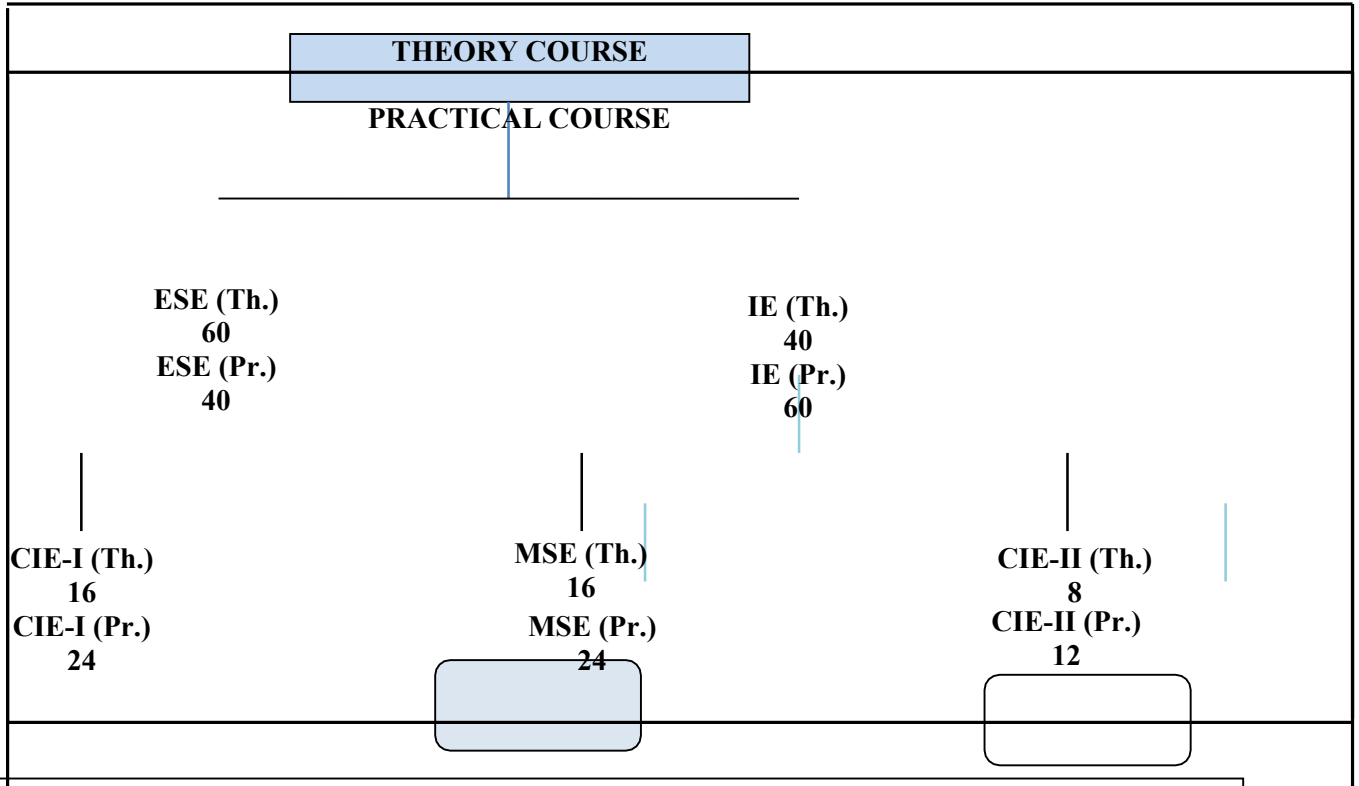 THEORY COURSE
PRACTICAL COURSE
ESE (Th.)
60
ESE (Pr.)
40
IE (Th.)
40
IE (Pr.)
60
CIE-I (Th.)
16
CIE-I (Pr.)
24
MSE (Th.)
16
MSE (Pr.)
24
CIE-II (Th.)
8
CIE-II (Pr.)
12